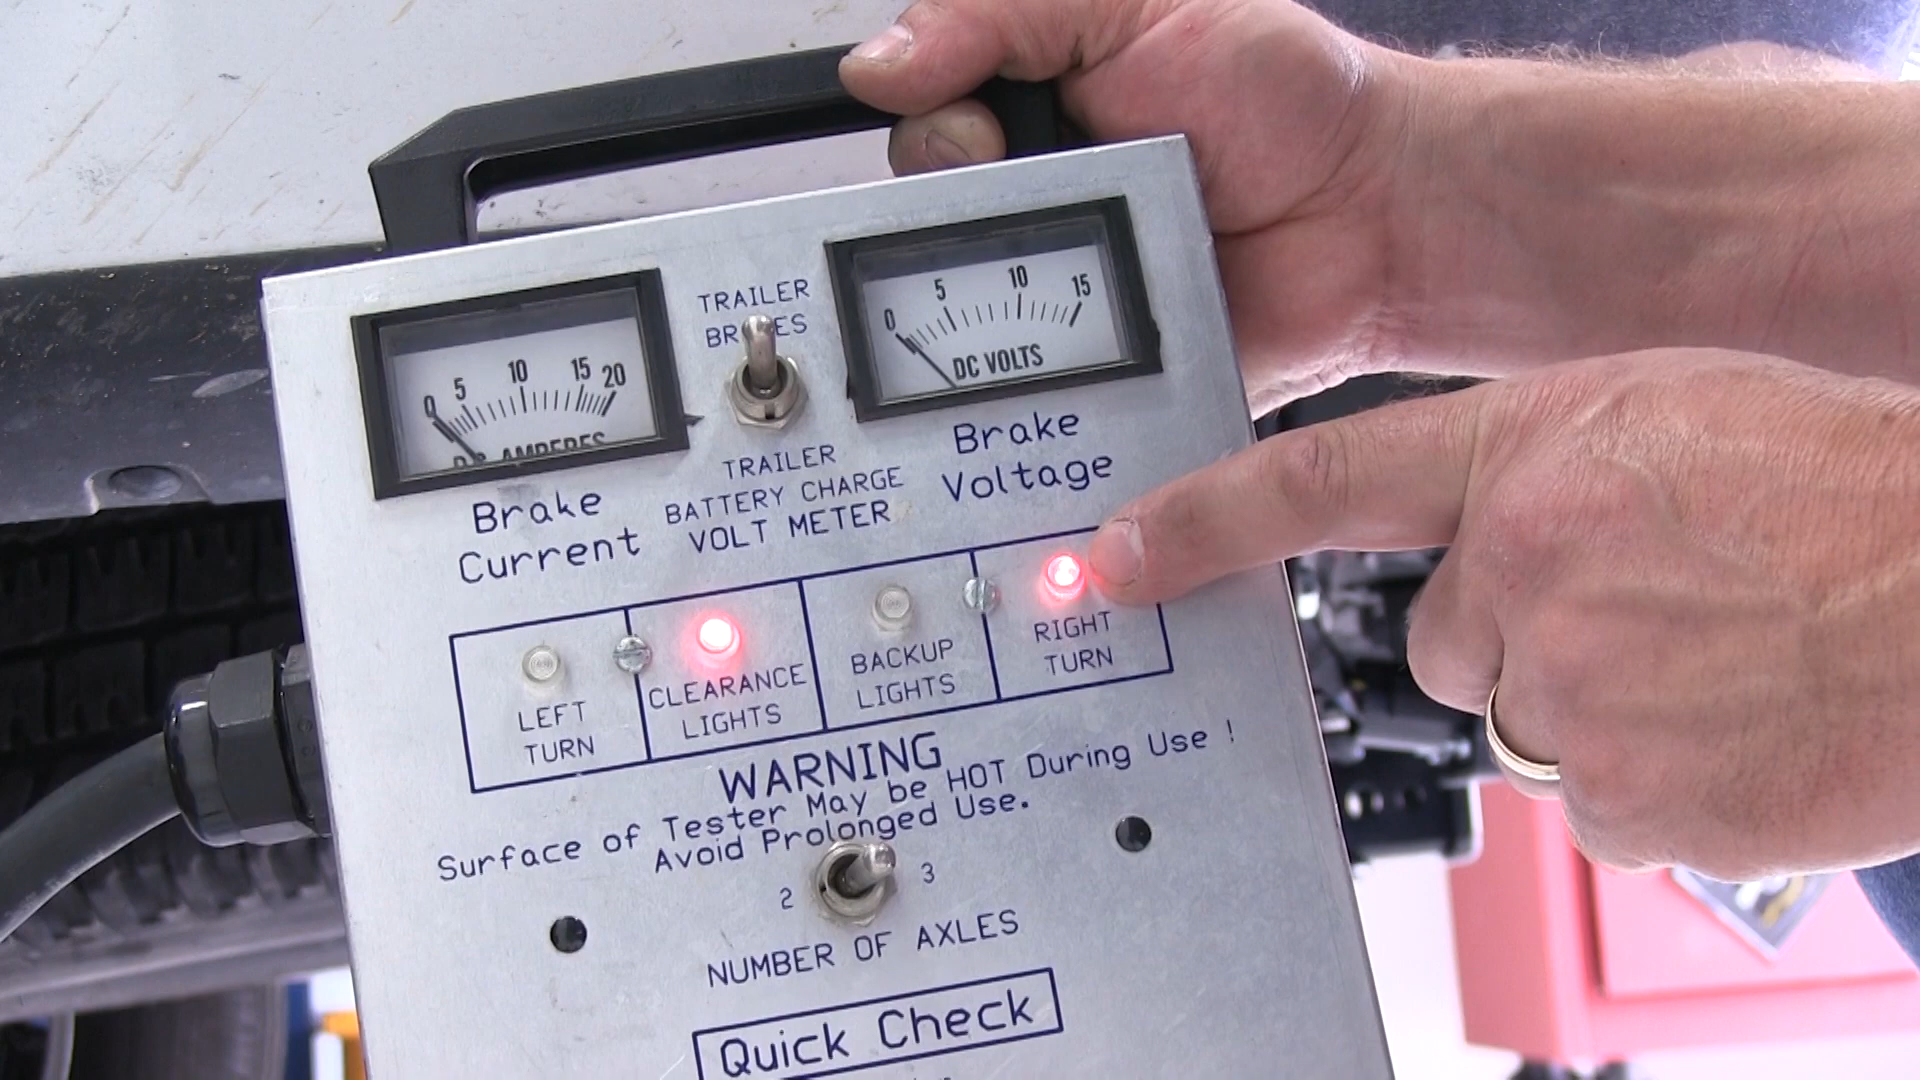 TRAILER
0 5 10 15 20
0 5 10 15
DC VOLTS
Brake
Current
TRAILER
BATTERY CHARGE
VOLT METER
Brake
Voltage
LEFT
TURN
CLEARANCE
LIGHTS
BACKUP
LIGHTS
RIGHT
TURN
WARNING
Surface of Tester May be HOT During Use !
Avoid Prolonged Use.
2 3
NUMBER OF AXLES
Quick Check